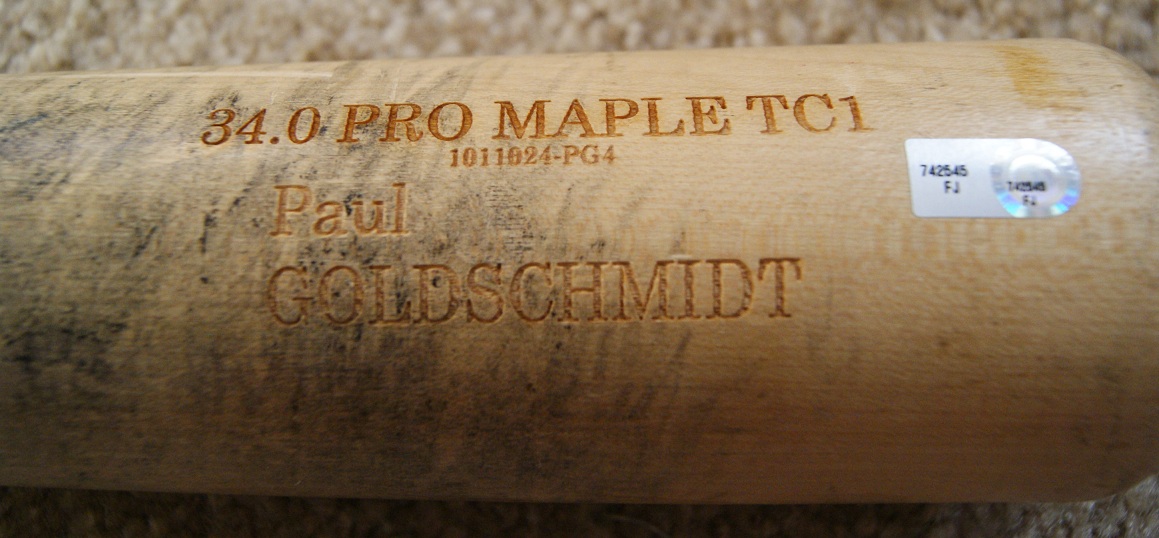 34.0 PRO MAPLE TC1
1011024-PG4
Paul
GOLDSCHMIDT
742545
FJ
742545
FJ